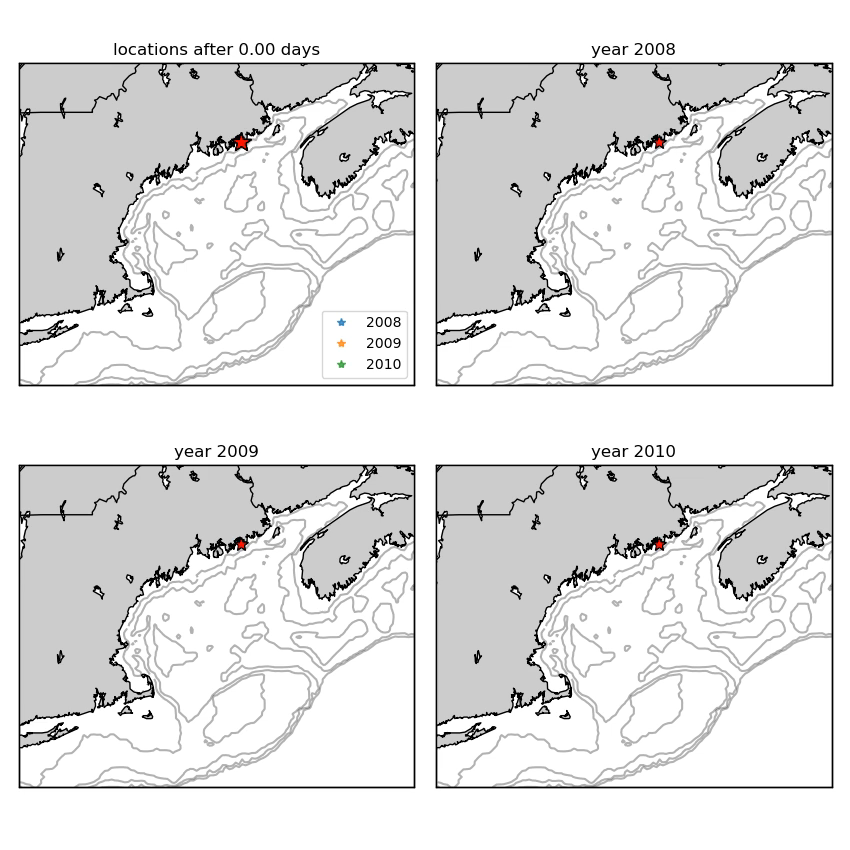 locations after 0.00 days
year 2008
2008
2009
2010
year 2009
year 2010